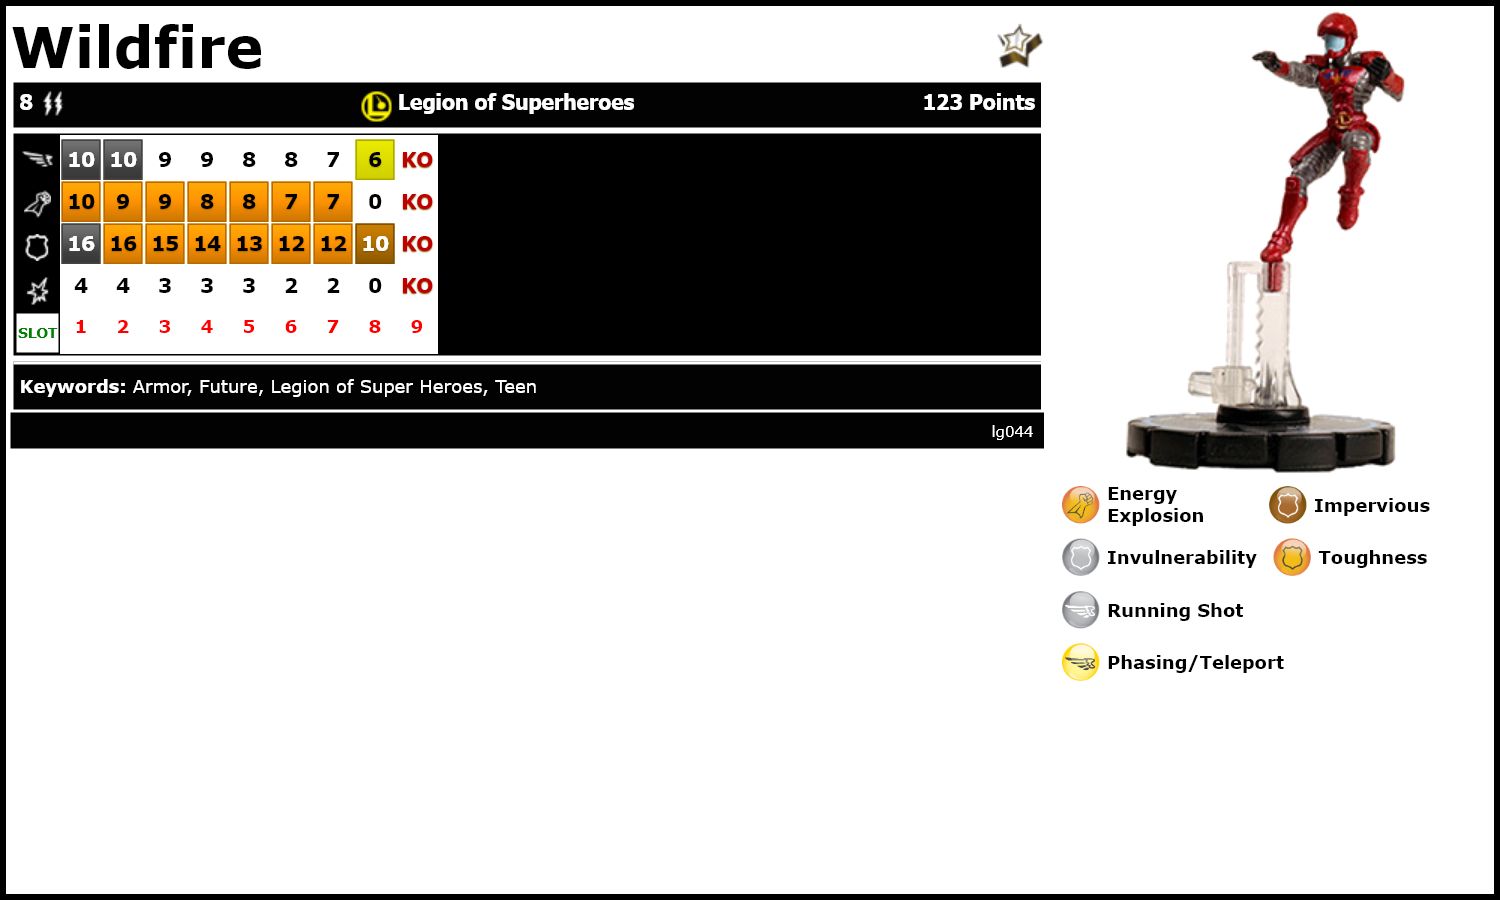 Wildfire
8 Legion of Superheroes 123 Points
10 10 9 9 8 8 7 6 KO
10 9 9 8 8 7 7 0 KO
16 16 15 14 13 12 12 10 KO
4 4 3 3 3 2 2 0 KO
SLOT 1 2 3 4 5 6 7 8 9
Keywords: Armor, Future, Legion of Super Heroes, Teen
lg044
Energy Explosion
Impervious
Invulnerability
Toughness
Running Shot
Phasing/Teleport